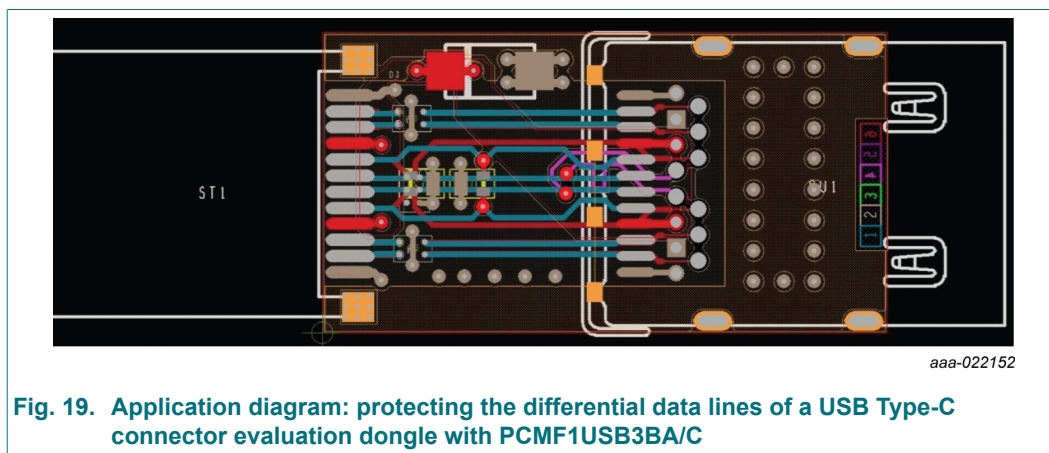 D3
ST1
BU1
1 2 3 4 5 6
aaa-022152
Fig. 19. Application diagram: protecting the differential data lines of a USB Type-C
connector evaluation dongle with PCMF1USB3BA/C